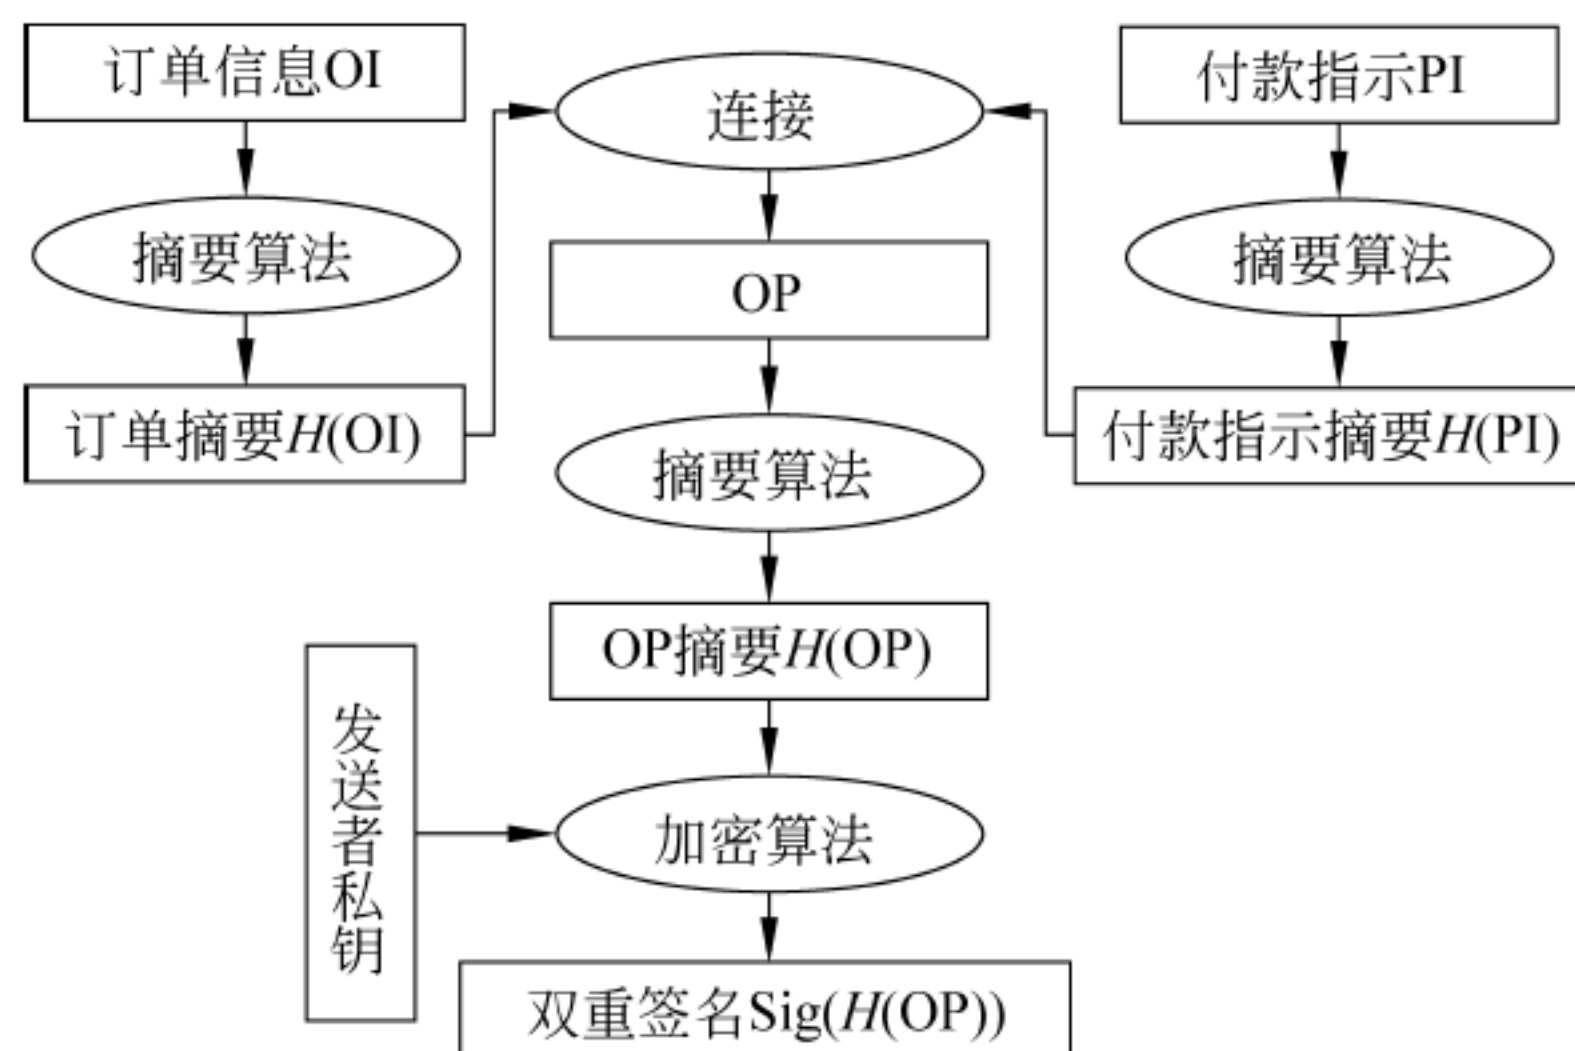 订单信息OI
连接
付款指示PI
摘要算法
OP
摘要算法
订单摘要H(OI)
摘要算法
付款指示摘要H(PI)
OP摘要H(OP)
发送者私钥
加密算法
双重签名Sig(H(OP))